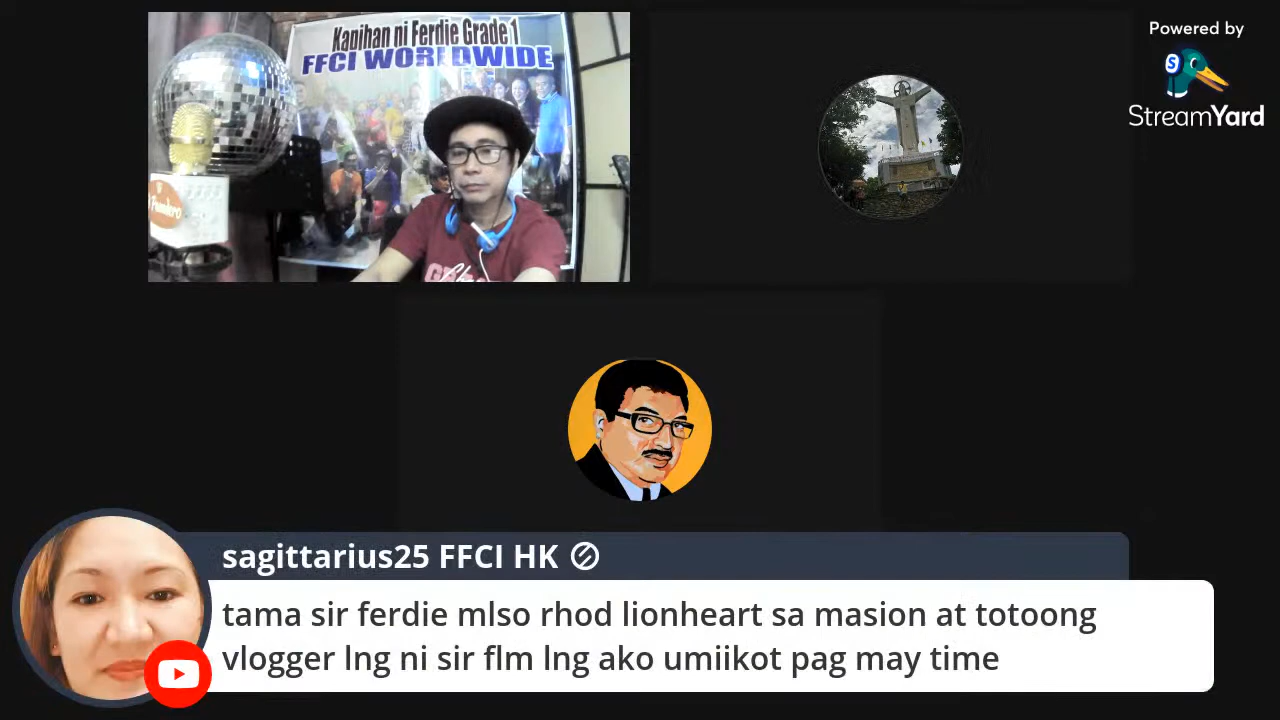 Kapihan ni Ferdie Grade 1
FFCI WORLDWIDE
Powered by
StreamYard
sagittarius25 FFCI HK
tama sir ferdie mlso rhod lionheart sa masion at totoong
vlogger lng ni sir flm lng ako umiikot pag may time